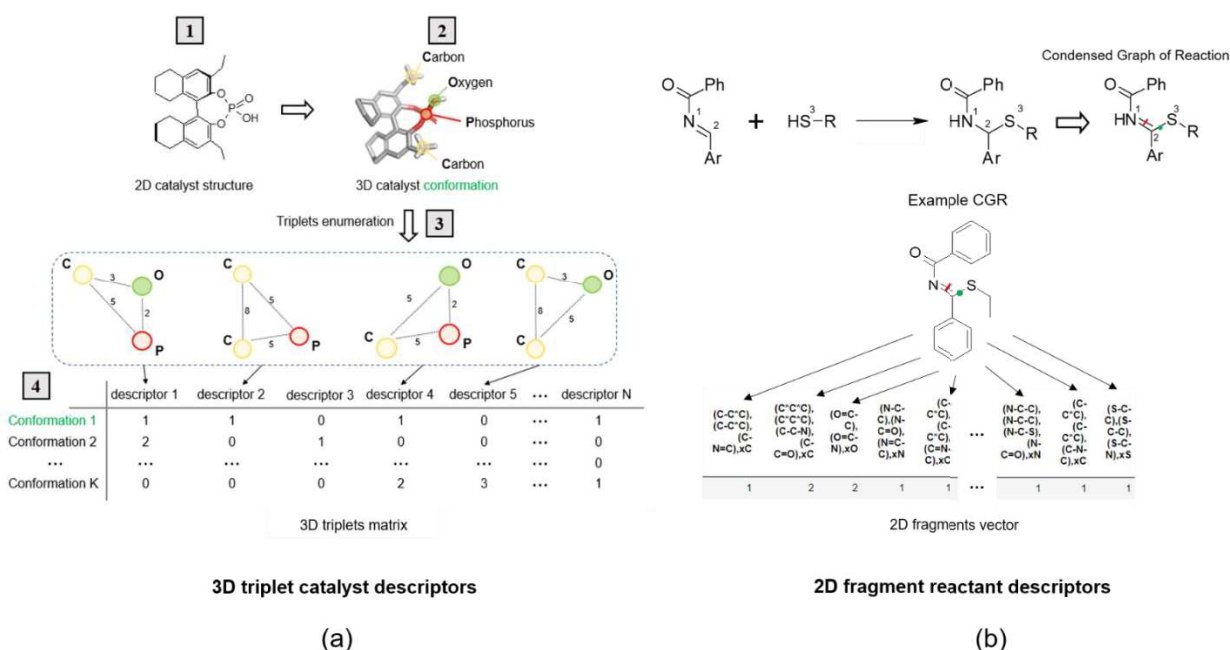 1
2
Carbon
Oxygen
Phosphorus
Carbon
O
P
O
O
OH
2D catalyst structure
3D catalyst conformation
Triplets enumeration
3
C
O
P
3
5
2
C
C
P
5
8
5
O
C
P
5
2
5
C
O
C
3
8
5
4
descriptor 1 descriptor 2 descriptor 3 descriptor 4 descriptor 5 ... descriptor N
Conformation 1 1 1 0 1 0 ... 1
Conformation 2 2 0 1 0 0 ... 0
... ... ... 0
Conformation K 0 0 0 2 3 ... 1
3D triplets matrix
3D triplet catalyst descriptors
(a)
Condensed Graph of Reaction
O
Ph
1
N
2
Ar
+
3
HS–R
O
Ph
1
HN
2
3
S
R
Ar
O
Ph
1
HN
2
3
S
R
Ar
Example CGR
O
N
S
(C-C*C),
(C-C*C),
(C-
N=C),xC
(C*C*C),
(C*C*C),
(C-C-N),
(C-
C=O),xC
(O=C-
C),
(O=C-
N),xO
(N-C-
C),(N-
C=O),
(N=C-
C),xN
(C-
C*C),
(C-
C*C),
(C=N-
C),xC
...
(N-C-C),
(N-C-C),
(N-C-S),
(N-
C=O),xN
(C-
C*C),
(C-
C*C),
(C-N-
C),xC
(S-C-
C),(S-
C-C),
(S-C-
N),xS
1 2 2 1 1 ... 1 1 1
2D fragments vector
2D fragment reactant descriptors
(b)